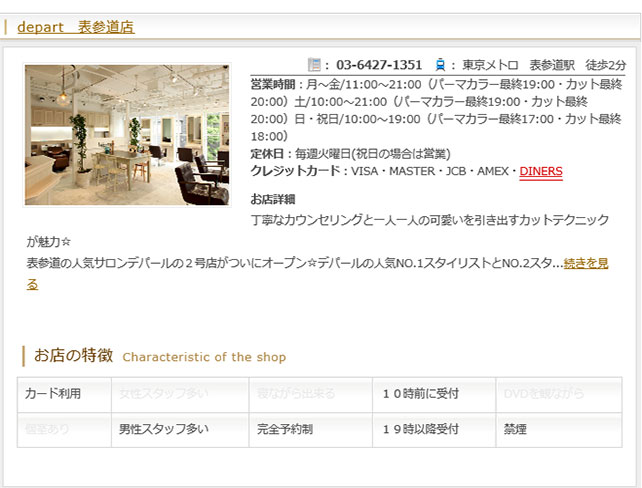 depart　表参道店
： 03-6427-1351　： 東京メトロ　表参道駅　徒歩2分
営業時間：月～金/11:00～21:00（パーマカラー最終19:00・カット最終
20:00）土/10:00～21:00（パーマカラー最終19:00・カット最終
20:00）日・祝日/10:00～19:00（パーマカラー最終17:00・カット最終
18:00）
定休日：毎週火曜日(祝日の場合は営業)
クレジットカード：VISA・MASTER・JCB・AMEX・DINERS
お店詳細
丁寧なカウンセリングと一人一人の可愛いを引き出すカットテクニック
が魅力☆
表参道の人気サロンデパールの２号店がついにオープン☆デパールの人気NO.1スタイリストとNO.2スタ...続きを見
る
お店の特徴 Characteristic of the shop
カード利用 女性スタッフ多い 寝ながら出来る １０時前に受付 DVDを観ながら
個室あり 男性スタッフ多い 完全予約制 １９時以降受付 禁煙